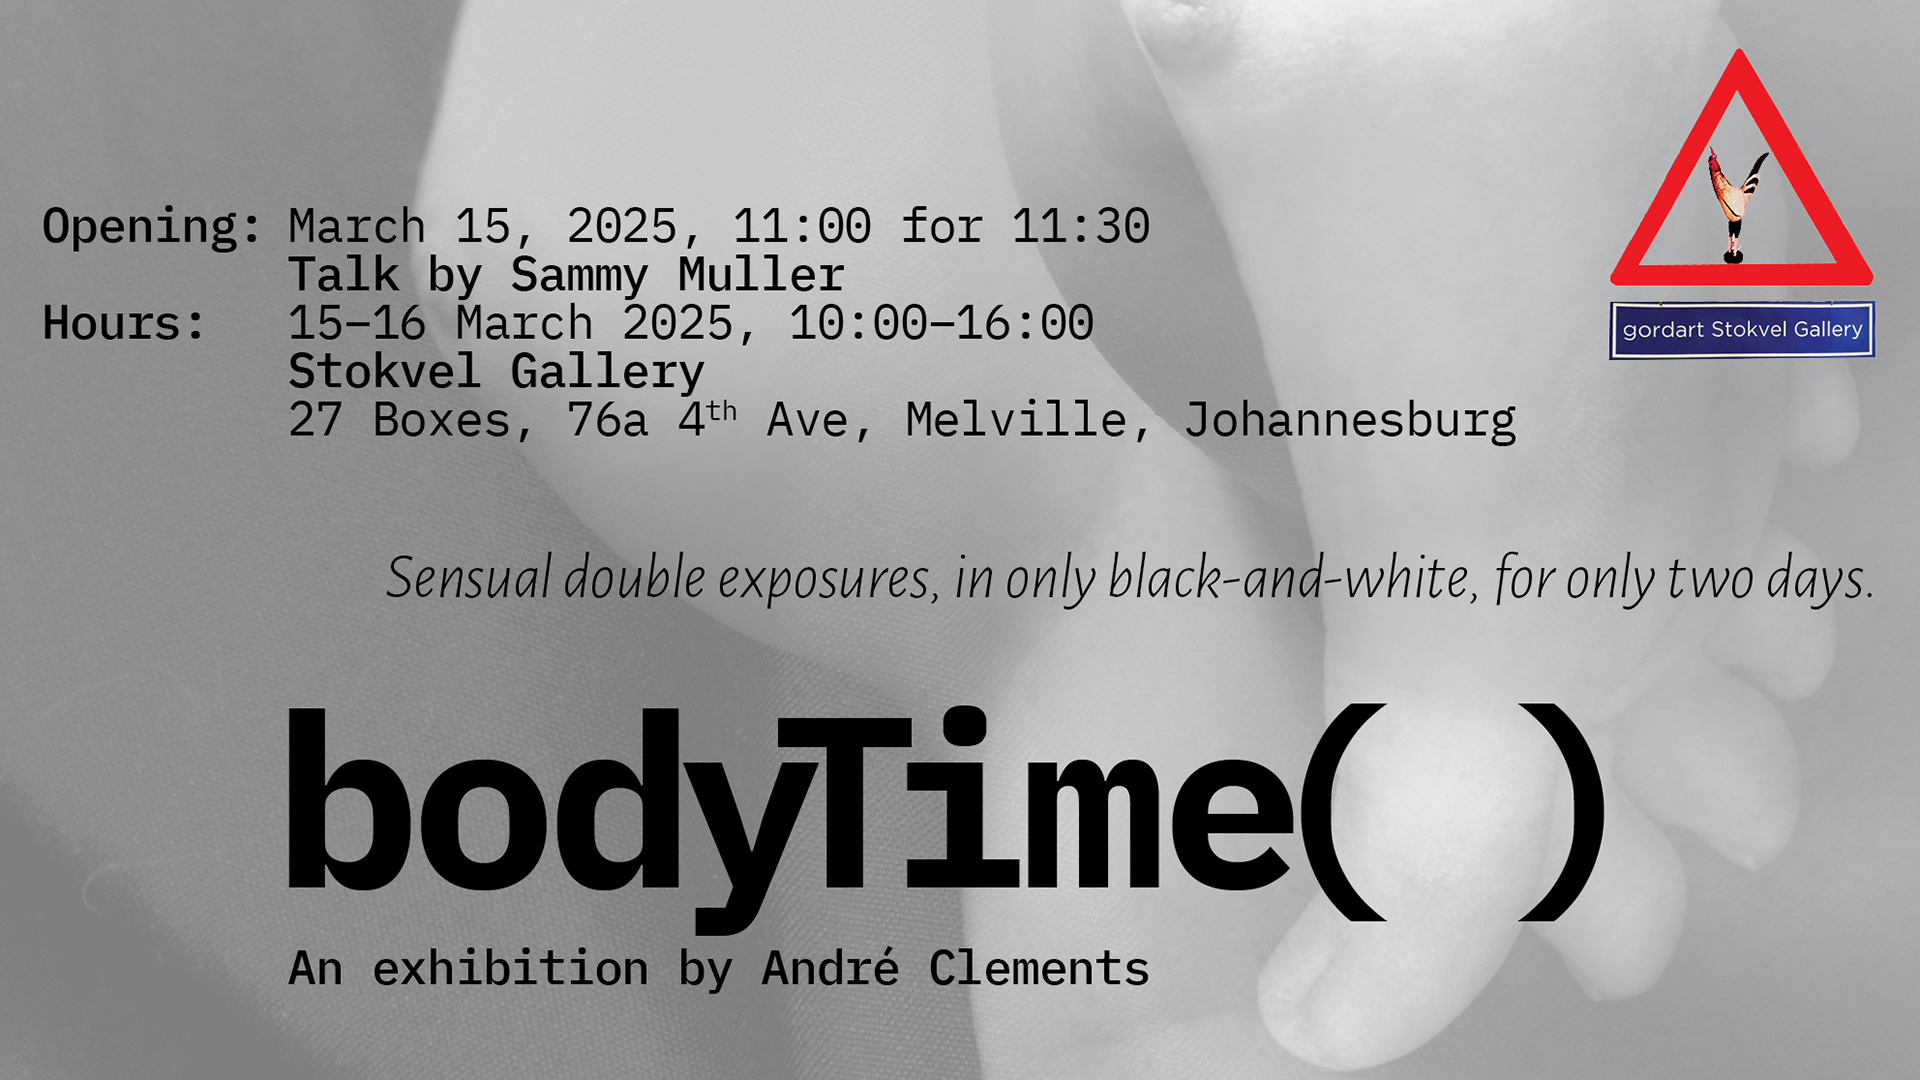 Opening: March 15, 2025, 11:00 for 11:30
Talk by Sammy Muller
Hours: 15–16 March 2025, 10:00–16:00
Stokvel Gallery
27 Boxes, 76a 4th Ave, Melville, Johannesburg
gordart Stokvel Gallery
Sensual double exposures, in only black-and-white, for only two days.
bodyTime( )
An exhibition by André Clements